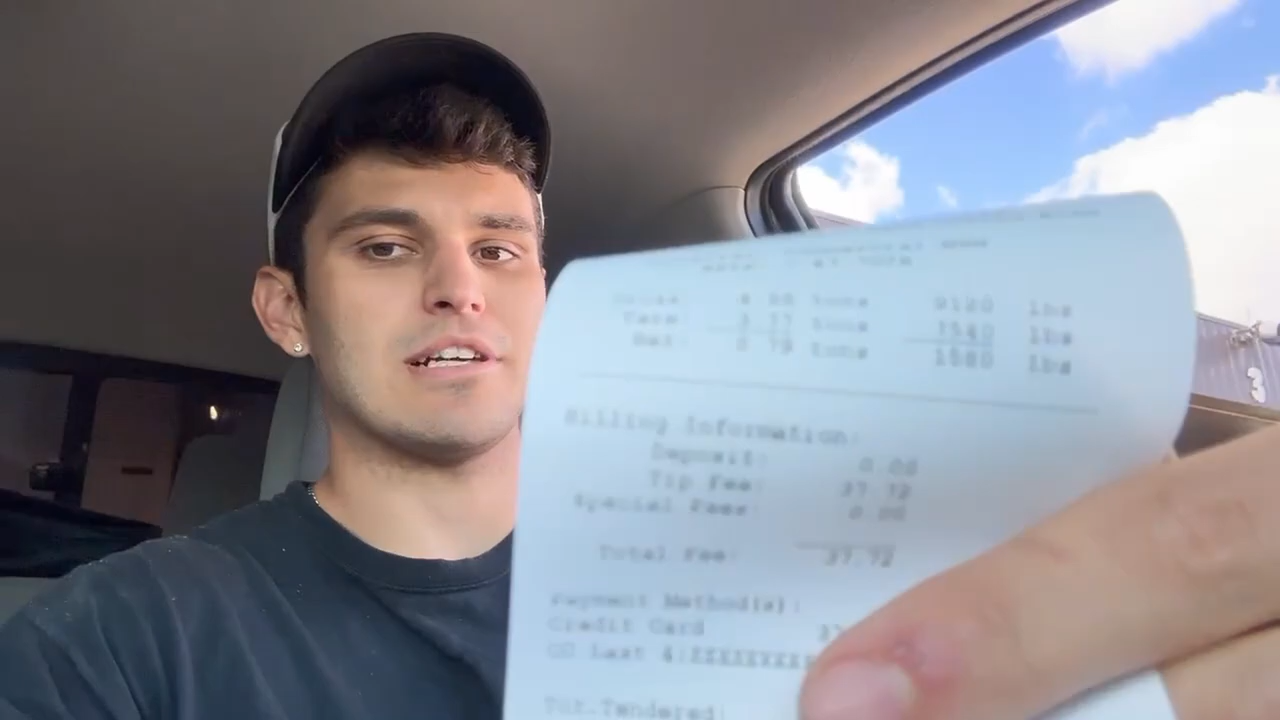 Gross: 4.56 tons 9120 lbs
Tare: 3.77 tons 7540 lbs
Net: 0.79 tons 1580 lbs
Billing Information:
Deposit: 0.00
Tip Fee: 37.72
Special Fees: 0.00
Total Fee: 37.72
Payment Method(s):
Credit Card
CC Last 4:
Tot.Tendered:
3